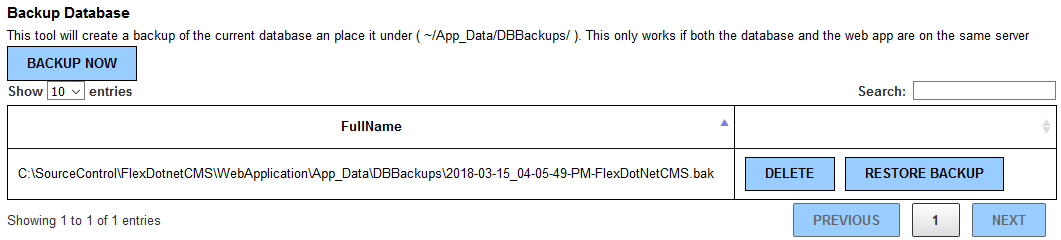 Backup Database
This tool will create a backup of the current database an place it under ( ~/App_Data/DBBackups/ ). This only works if both the database and the web app are on the same server
BACKUP NOW
Show 10 entries Search:
FullName
C:\SourceControl\FlexDotnetCMS\WebApplication\App_Data\DBBackups\2018-03-15_04-05-49-PM-FlexDotNetCMS.bak DELETE RESTORE BACKUP
Showing 1 to 1 of 1 entries PREVIOUS 1 NEXT